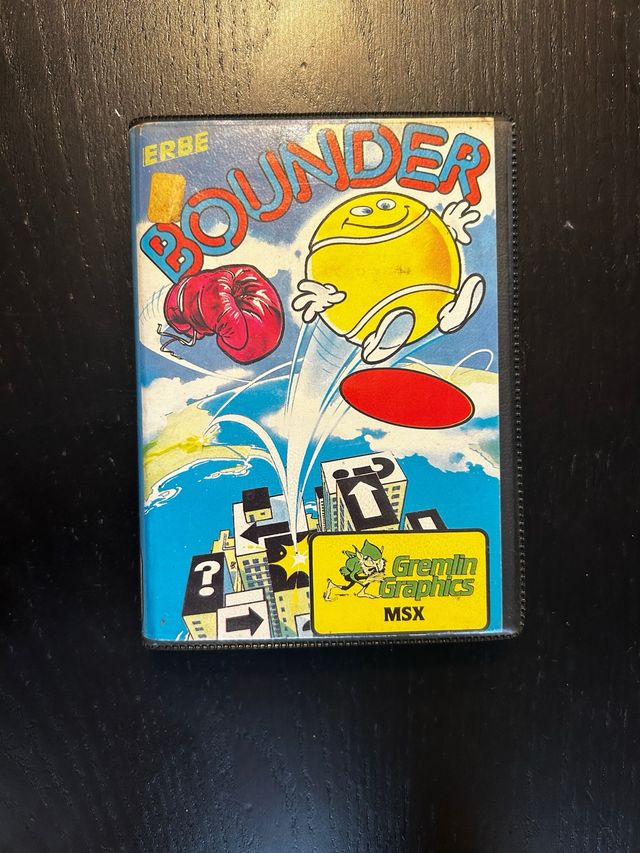 ERBE
BOUNDER
?
?
Gremlin
Graphics
MSX